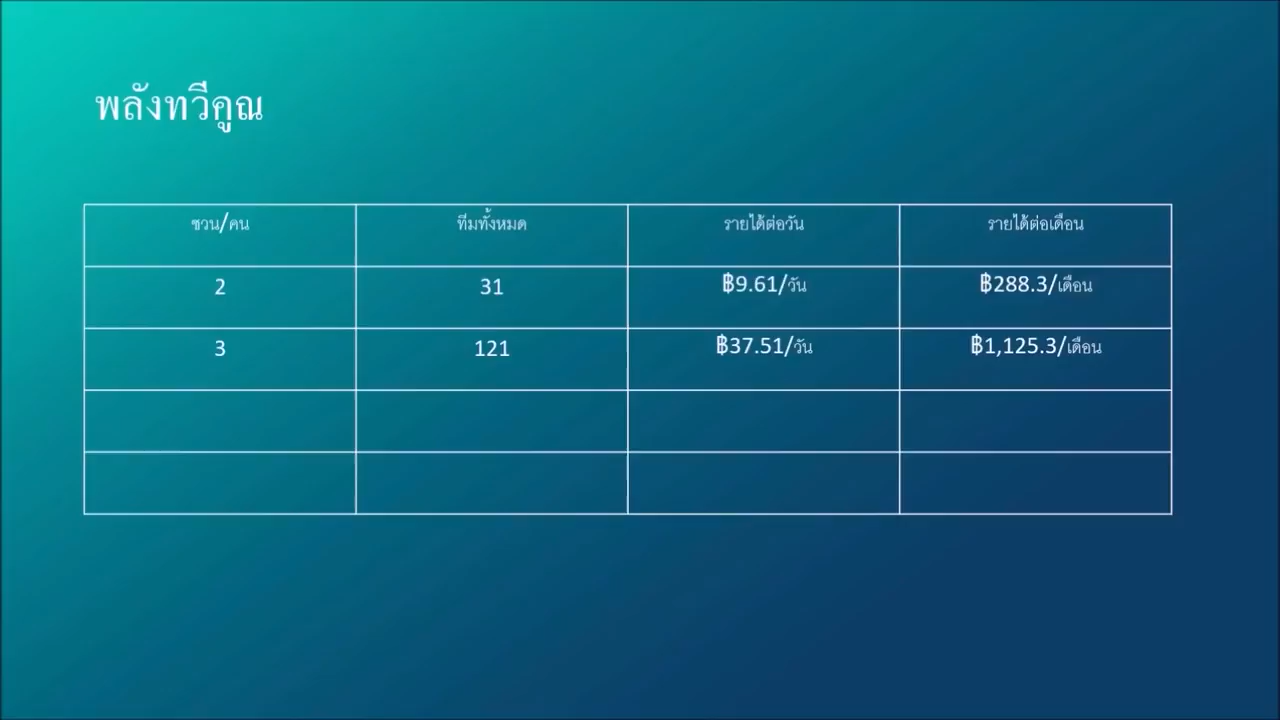 พลังทวีคูณ
ชวน/คน ทีมทั้งหมด รายได้ต่อวัน รายได้ต่อเดือน
2 31 ฿9.61/วัน ฿288.3/เดือน
3 121 ฿37.51/วัน ฿1,125.3/เดือน